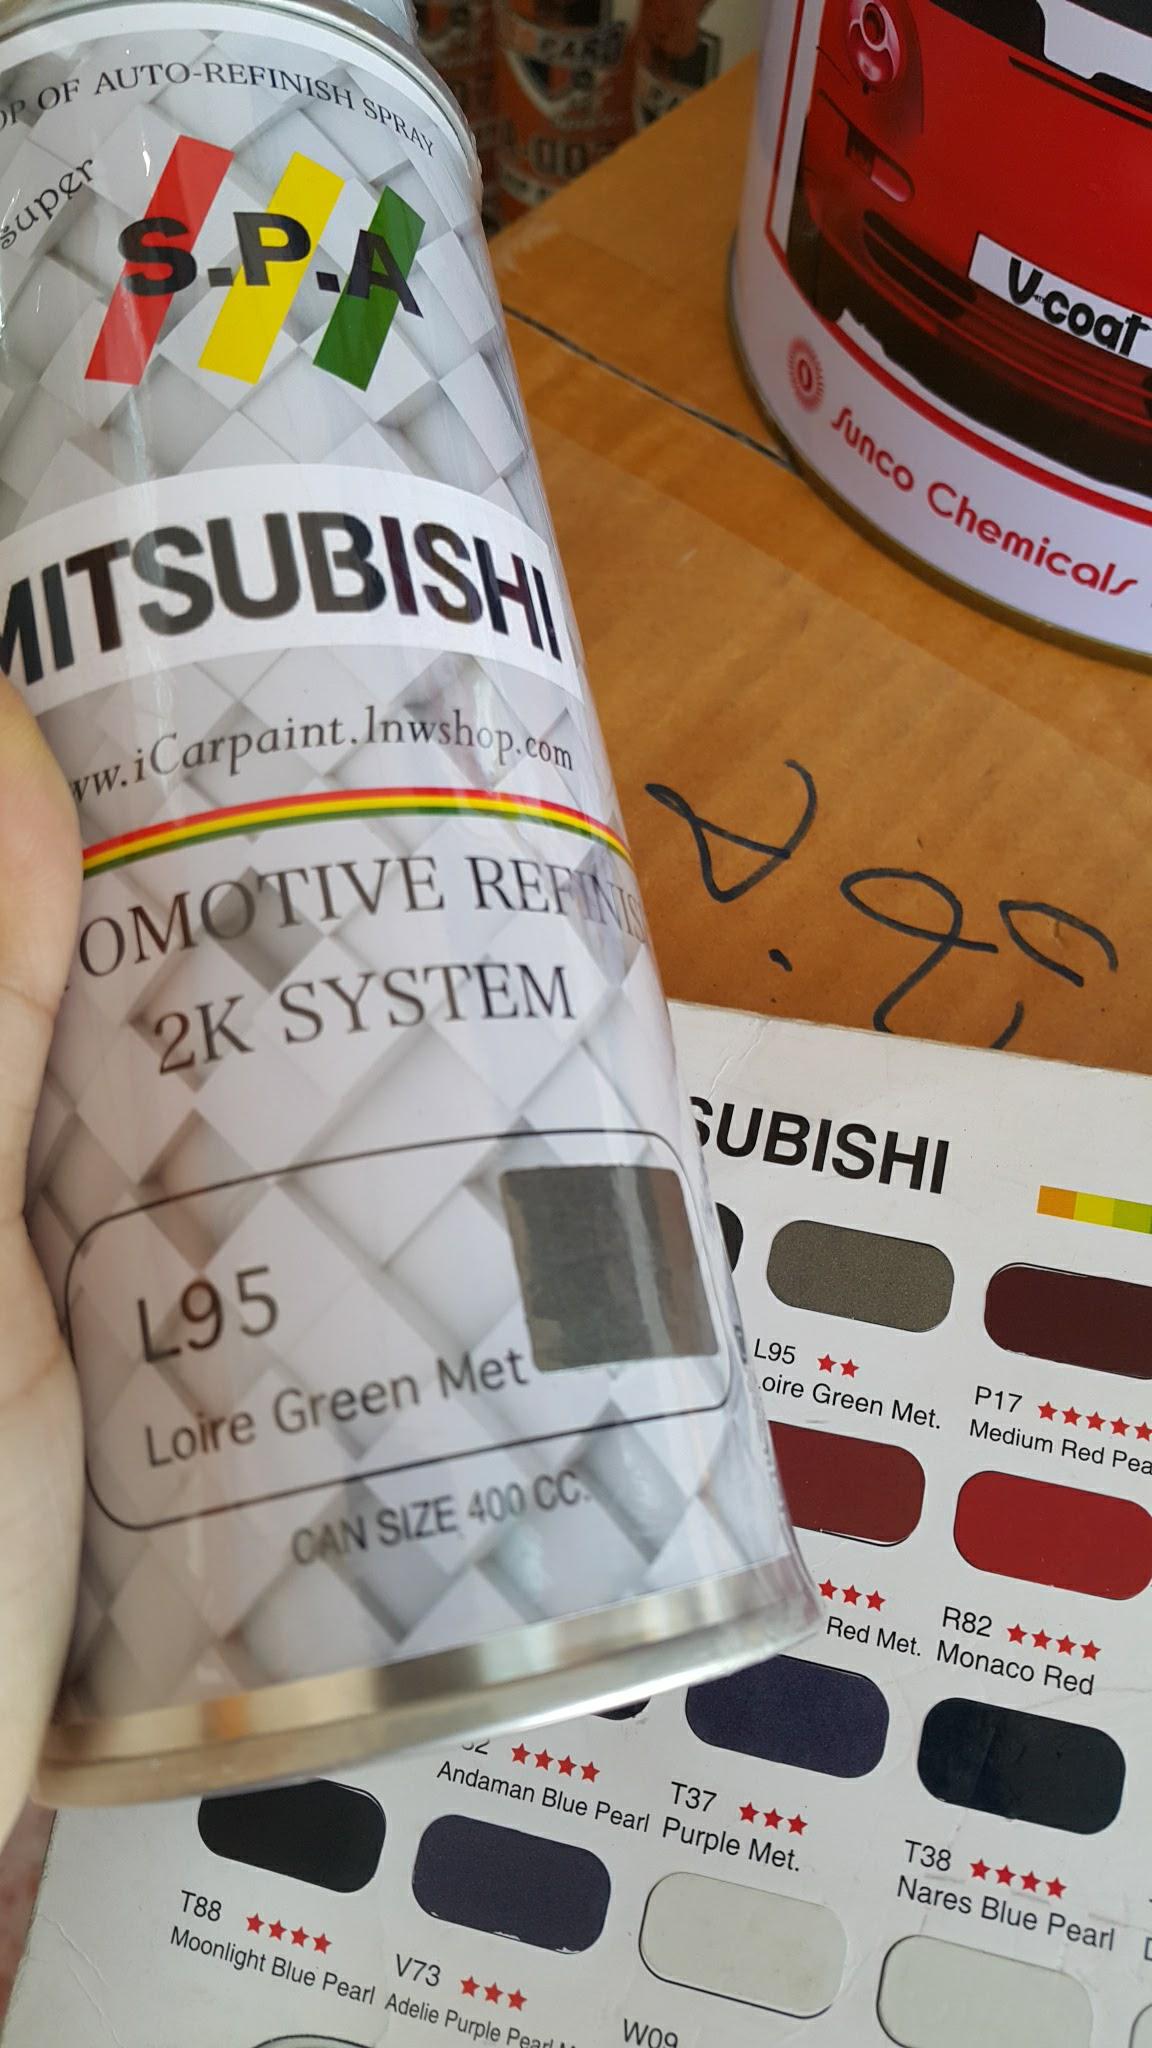 OP OF AUTO-REFINISH SPRAY
super
S.P.A
MITSUBISHI
ww.iCarpaint.lnwshop.com
OMOTIVE REFINIS
2K SYSTEM
L95
Loire Green Met
CAN SIZE 400 CC.
V-coat
Sunco Chemicals
SUBISHI
L95 ★★
oire Green Met.
P17 ★★★★★
Medium Red Pea
★★★
Red Met.
R82 ★★★★
Monaco Red
52 ★★★★
Andaman Blue Pearl
T37 ★★★
Purple Met.
T38 ★★★★
Nares Blue Pearl
T88 ★★★★
Moonlight Blue Pearl
V73 ★★★
Adelie Purple Pearl
W09